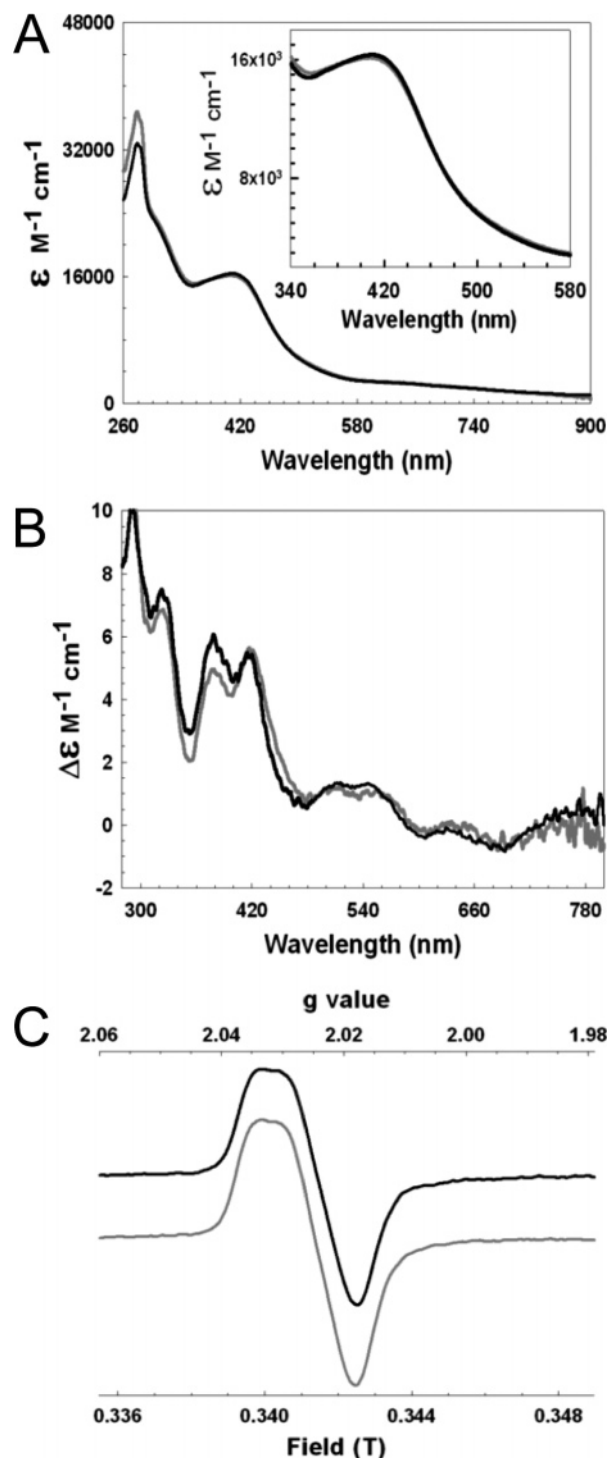 A
48000
32000
16000
0
ε M⁻¹ cm⁻¹
260 420 580 740 900
Wavelength (nm)
16x10³
8x10³
ε M⁻¹ cm⁻¹
340 420 500 580
Wavelength (nm)
B
10
8
6
4
2
0
-2
Δε M⁻¹ cm⁻¹
300 420 540 660 780
Wavelength (nm)
C
g value
2.06 2.04 2.02 2.00 1.98
0.336 0.340 0.344 0.348
Field (T)